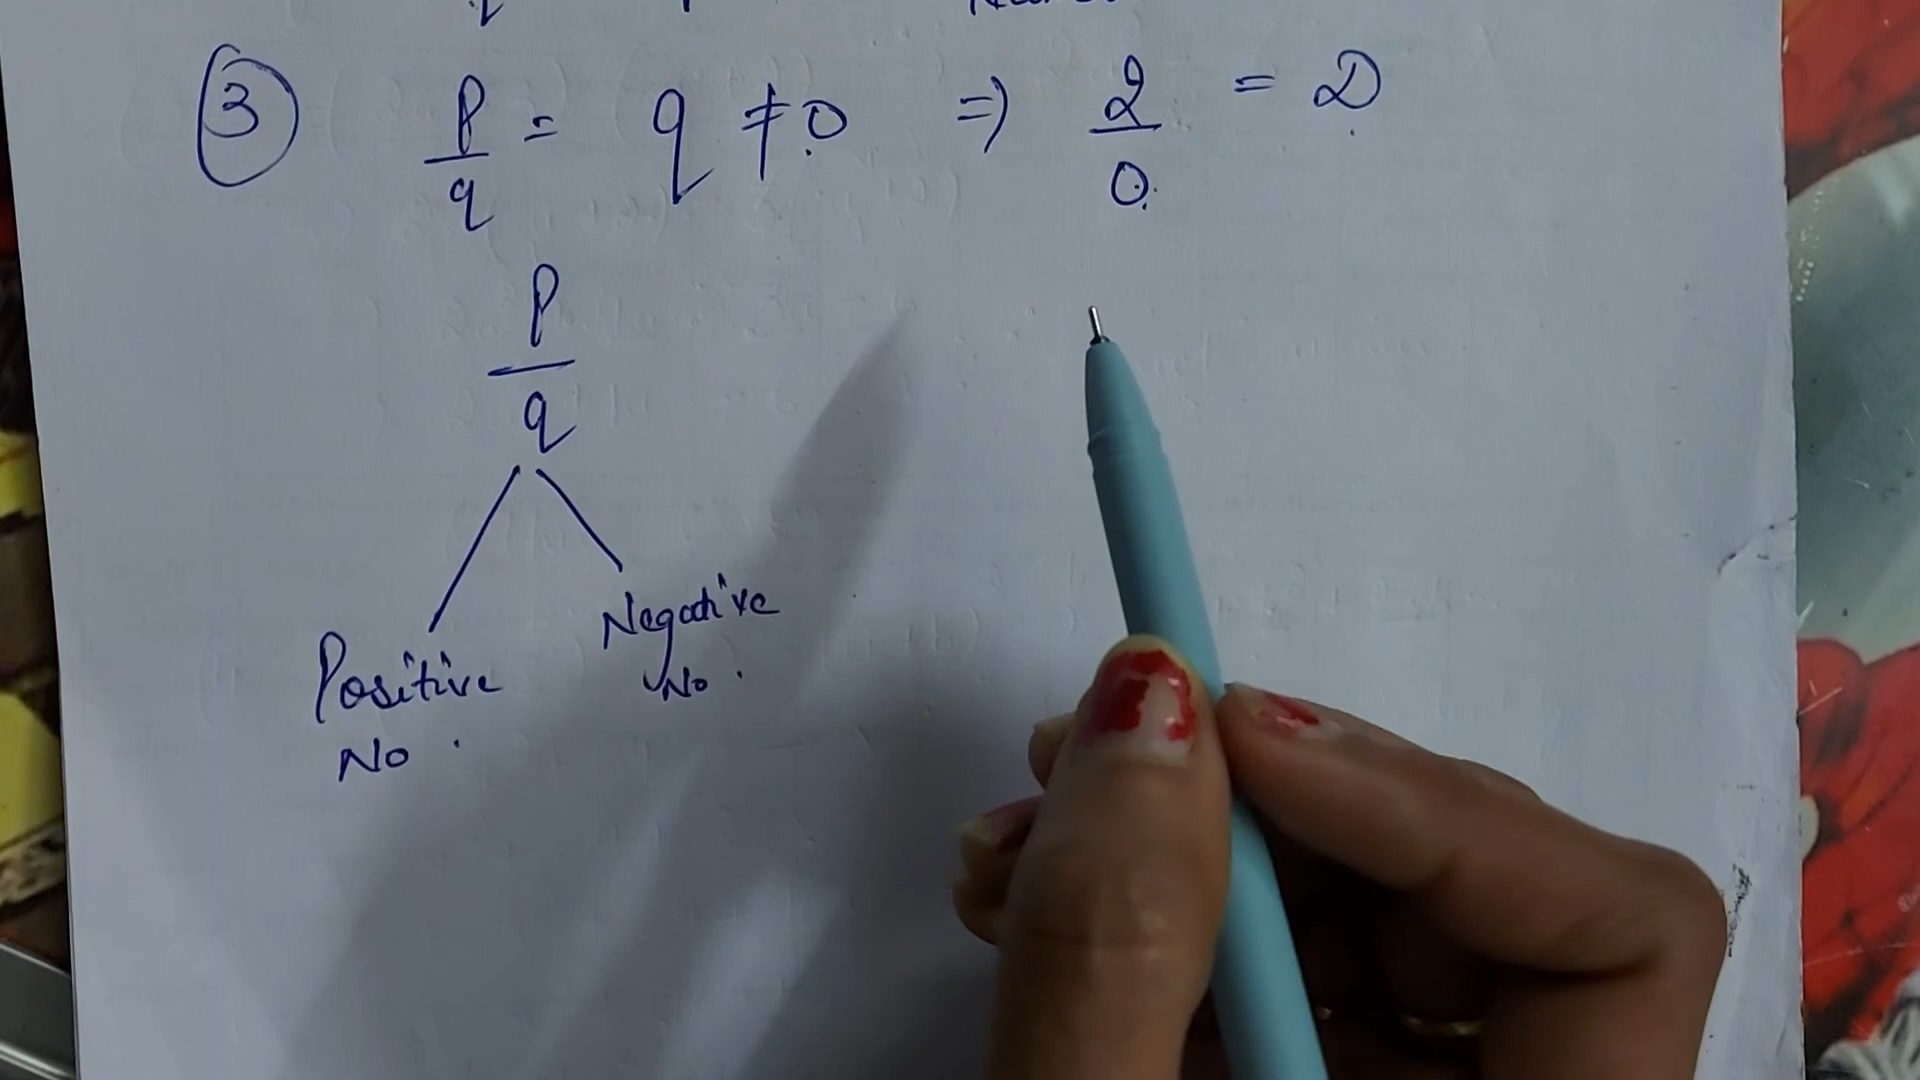 ③ p/q = q ≠ 0 => 2/0 = D
p/q
Positive No.
Negative No.